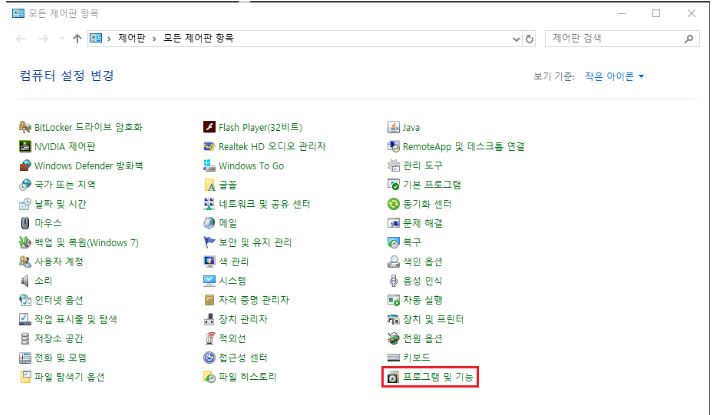 모든 제어판 항목
제어판 > 모든 제어판 항목
제어판 검색
컴퓨터 설정 변경
보기 기준: 작은 아이콘
BitLocker 드라이브 암호화 Flash Player(32비트) Java
NVIDIA 제어판 Realtek HD 오디오 관리자 RemoteApp 및 데스크톱 연결
Windows Defender 방화벽 Windows To Go 관리 도구
국가 또는 지역 글꼴 기본 프로그램
날짜 및 시간 네트워크 및 공유 센터 동기화 센터
마우스 메일 문제 해결
백업 및 복원(Windows 7) 보안 및 유지 관리 복구
사용자 계정 색 관리 색인 옵션
소리 시스템 음성 인식
인터넷 옵션 자격 증명 관리자 자동 실행
작업 표시줄 및 탐색 장치 관리자 장치 및 프린터
저장소 공간 적외선 전원 옵션
전화 및 모뎀 접근성 센터 키보드
파일 탐색기 옵션 파일 히스토리 프로그램 및 기능